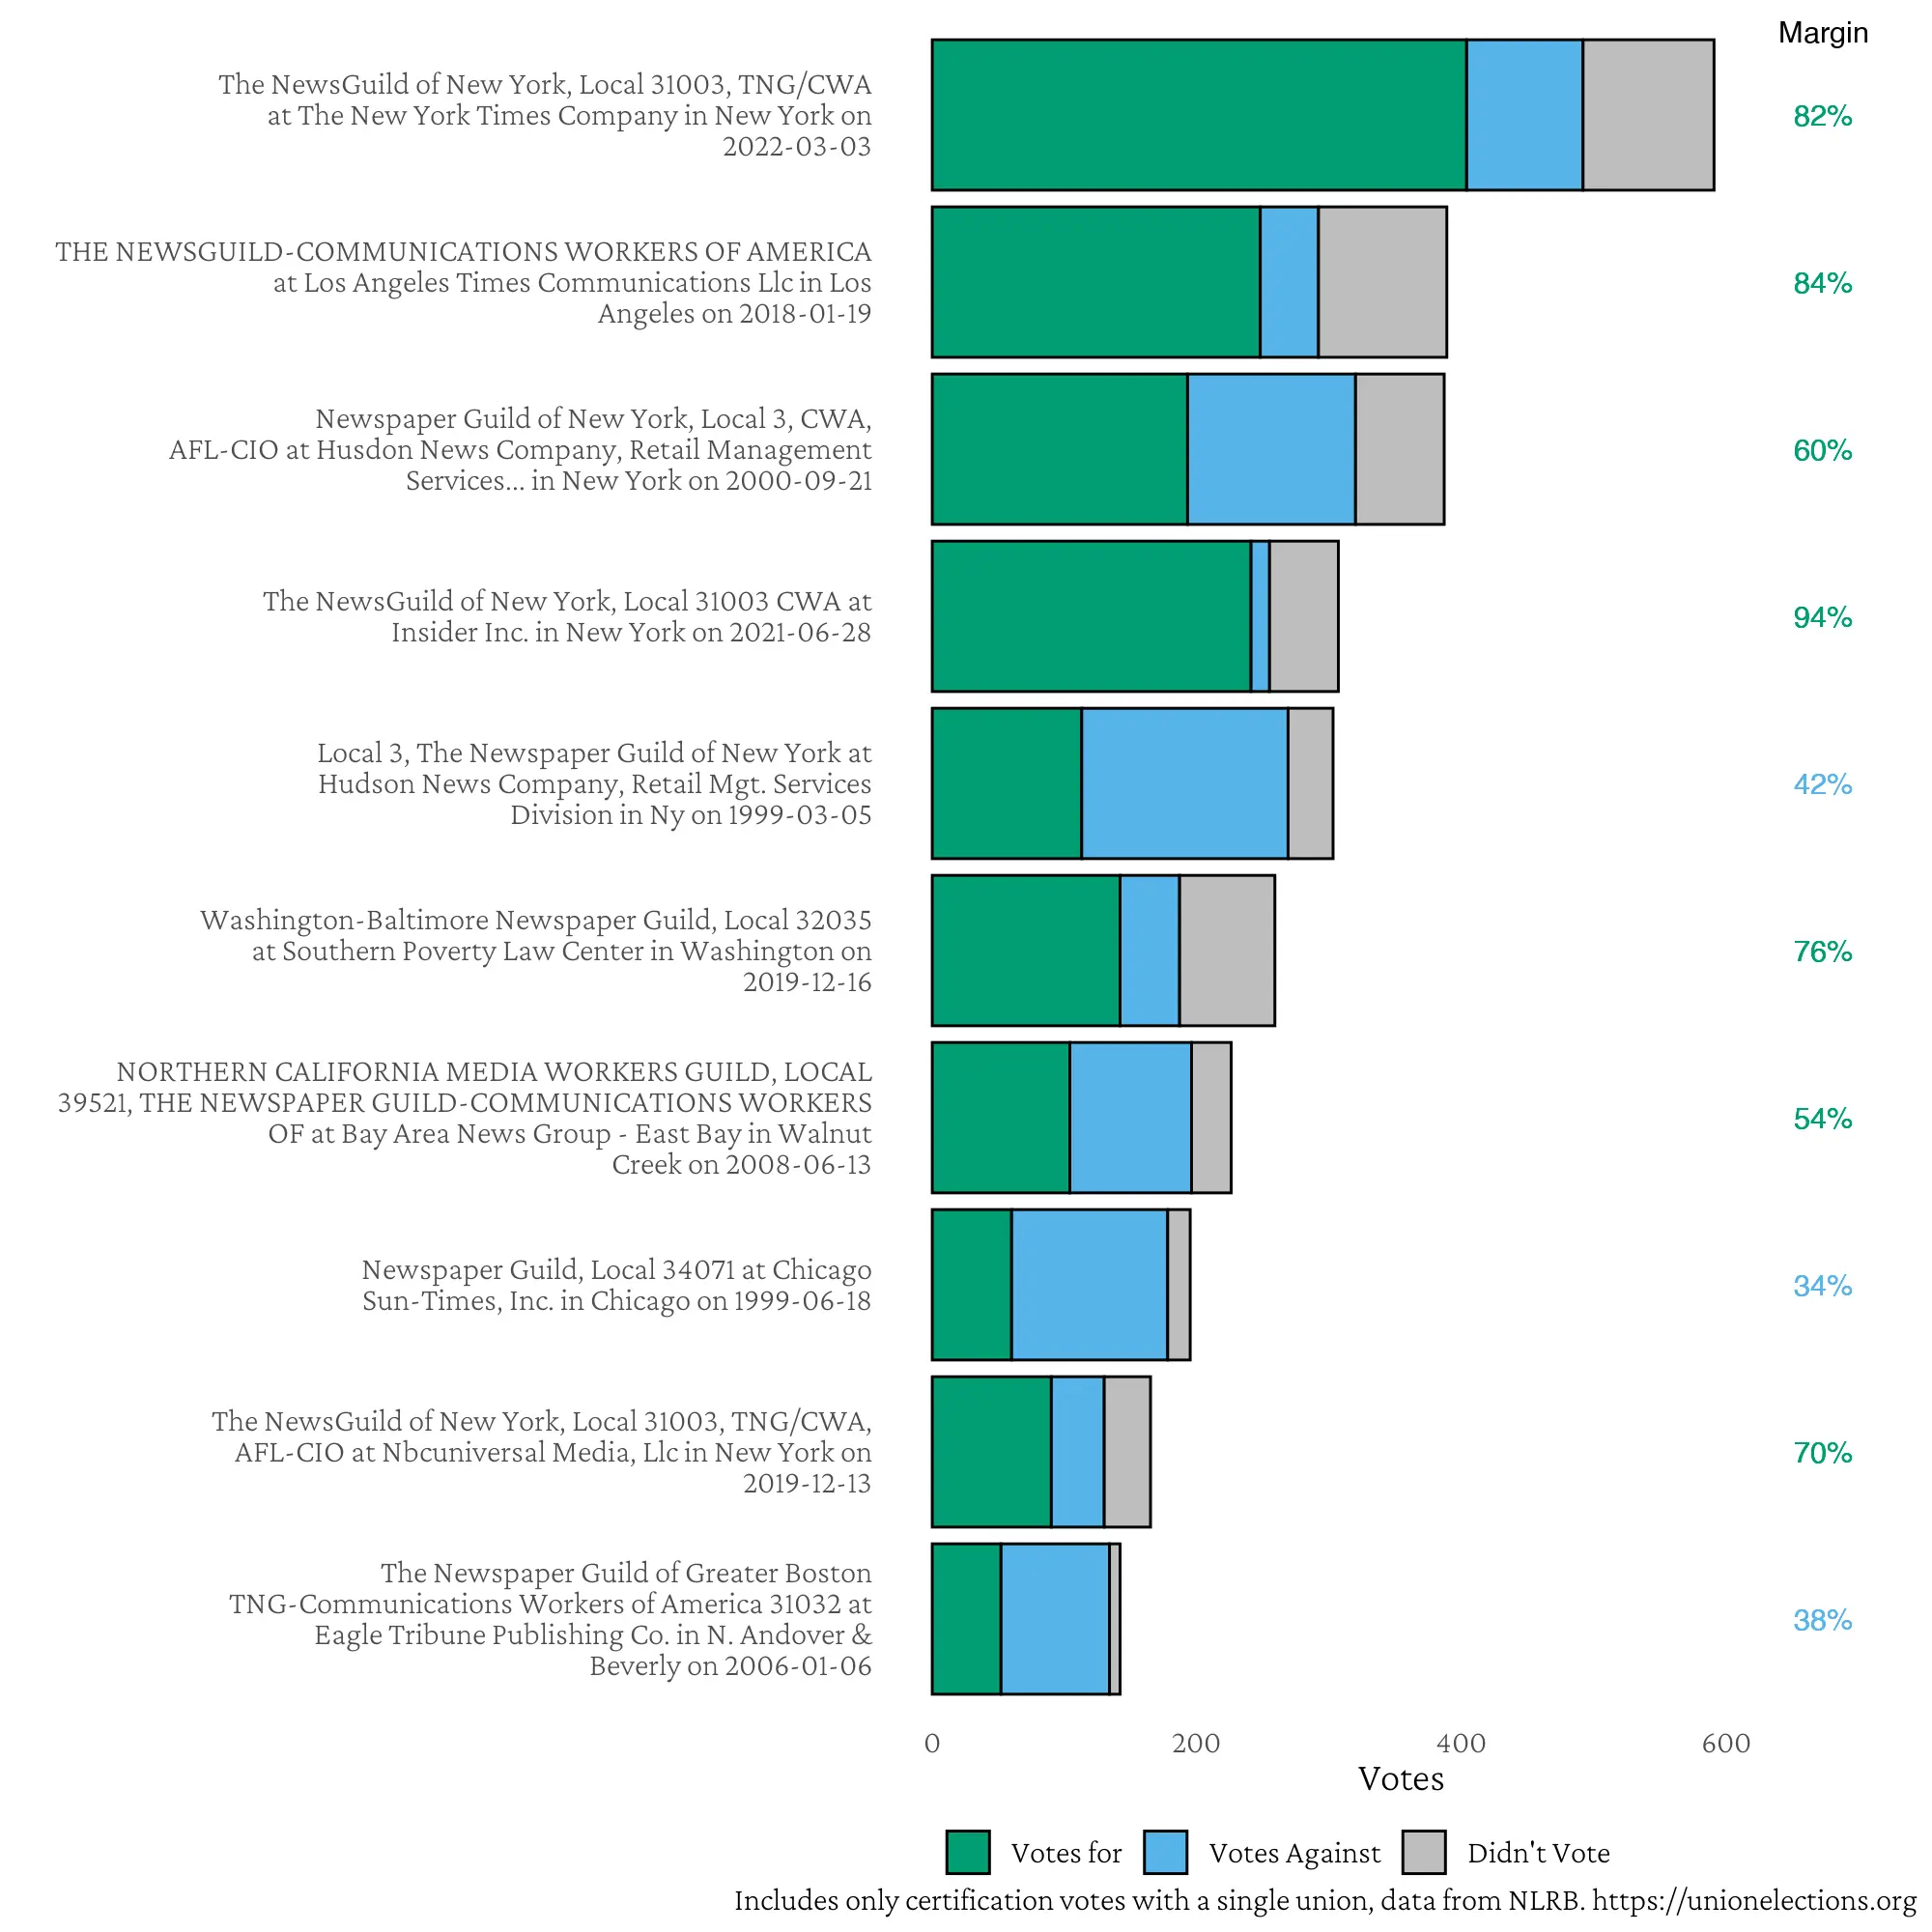 Margin
The NewsGuild of New York, Local 31003, TNG/CWA
at The New York Times Company in New York on
2022-03-03
82%
THE NEWSGUILD-COMMUNICATIONS WORKERS OF AMERICA
at Los Angeles Times Communications Llc in Los
Angeles on 2018-01-19
84%
Newspaper Guild of New York, Local 3, CWA,
AFL-CIO at Husdon News Company, Retail Management
Services... in New York on 2000-09-21
60%
The NewsGuild of New York, Local 31003 CWA at
Insider Inc. in New York on 2021-06-28
94%
Local 3, The Newspaper Guild of New York at
Hudson News Company, Retail Mgt. Services
Division in Ny on 1999-03-05
42%
Washington-Baltimore Newspaper Guild, Local 32035
at Southern Poverty Law Center in Washington on
2019-12-16
76%
NORTHERN CALIFORNIA MEDIA WORKERS GUILD, LOCAL
39521, THE NEWSPAPER GUILD-COMMUNICATIONS WORKERS
OF at Bay Area News Group - East Bay in Walnut
Creek on 2008-06-13
54%
Newspaper Guild, Local 34071 at Chicago
Sun-Times, Inc. in Chicago on 1999-06-18
34%
The NewsGuild of New York, Local 31003, TNG/CWA,
AFL-CIO at Nbcuniversal Media, Llc in New York on
2019-12-13
70%
The Newspaper Guild of Greater Boston
TNG-Communications Workers of America 31032 at
Eagle Tribune Publishing Co. in N. Andover &
Beverly on 2006-01-06
38%
0 200 400 600
Votes
Votes for Votes Against Didn't Vote
Includes only certification votes with a single union, data from NLRB. https://unionelections.org